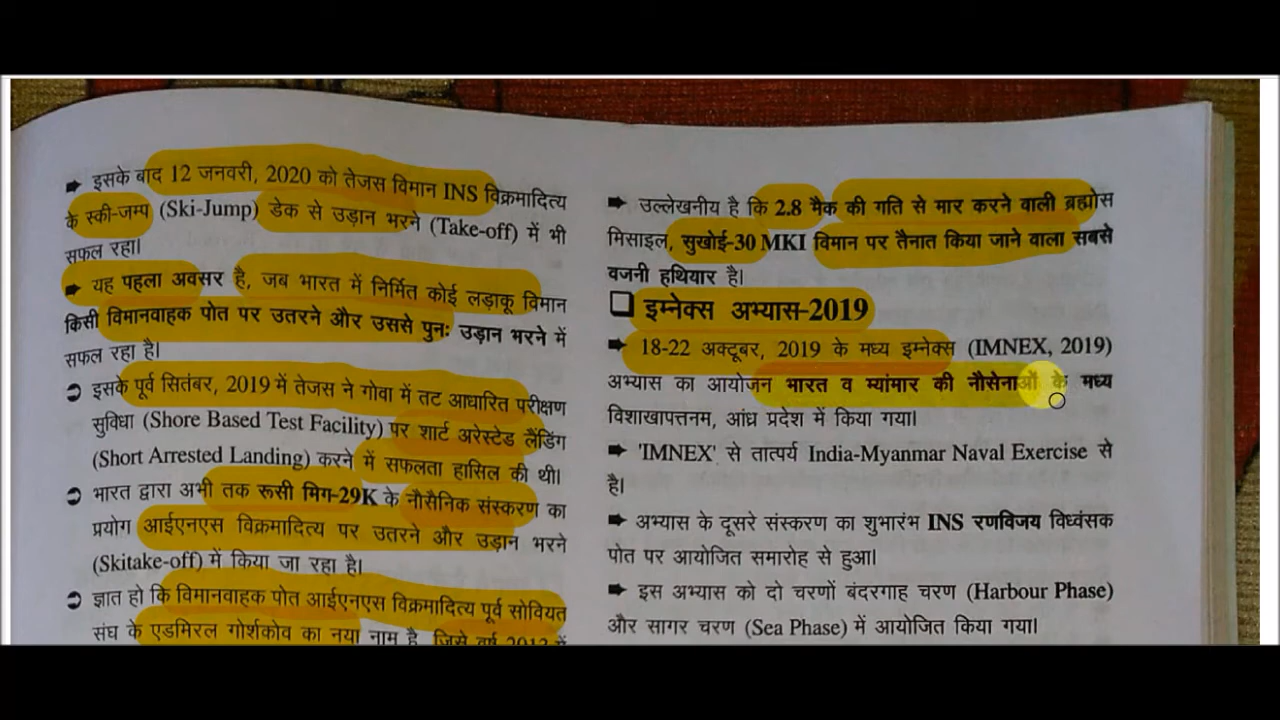 ➡ इसके बाद 12 जनवरी, 2020 को तेजस विमान INS विक्रमादित्य
के स्की-जम्प (Ski-Jump) डेक से उड़ान भरने (Take-off) में भी
सफल रहा।
➡ यह पहला अवसर है, जब भारत में निर्मित कोई लड़ाकू विमान
किसी विमानवाहक पोत पर उतरने और उससे पुनः उड़ान भरने में
सफल रहा है।
➲ इसके पूर्व सितंबर, 2019 में तेजस ने गोवा में तट आधारित परीक्षण
सुविधा (Shore Based Test Facility) पर शार्ट अरेस्टेड लैंडिंग
(Short Arrested Landing) करने में सफलता हासिल की थी।
➲ भारत द्वारा अभी तक रूसी मिग-29K के नौसैनिक संस्करण का
प्रयोग आईएनएस विक्रमादित्य पर उतरने और उड़ान भरने
(Skitake-off) में किया जा रहा है।
➲ ज्ञात हो कि विमानवाहक पोत आईएनएस विक्रमादित्य पूर्व सोवियत
संघ के एडमिरल गोर्शकोव का नया नाम है, जिसे वर्ष 2013 में
➡ उल्लेखनीय है कि 2.8 मैक की गति से मार करने वाली ब्रह्मोस
मिसाइल, सुखोई-30 MKI विमान पर तैनात किया जाने वाला सबसे
वजनी हथियार है।
❑ इम्नेक्स अभ्यास-2019
➡ 18-22 अक्टूबर, 2019 के मध्य इम्नेक्स (IMNEX, 2019)
अभ्यास का आयोजन भारत व म्यांमार की नौसेनाओं के मध्य
विशाखापत्तनम, आंध्र प्रदेश में किया गया।
➡ 'IMNEX' से तात्पर्य India-Myanmar Naval Exercise से
है।
➡ अभ्यास के दूसरे संस्करण का शुभारंभ INS रणविजय विध्वंसक
पोत पर आयोजित समारोह से हुआ।
➡ इस अभ्यास को दो चरणों बंदरगाह चरण (Harbour Phase)
और सागर चरण (Sea Phase) में आयोजित किया गया।